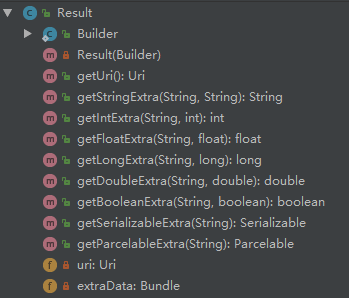 Result
Builder
Result(Builder)
getUri(): Uri
getStringExtra(String, String): String
getIntExtra(String, int): int
getFloatExtra(String, float): float
getLongExtra(String, long): long
getDoubleExtra(String, double): double
getBooleanExtra(String, boolean): boolean
getSerializableExtra(String): Serializable
getParcelableExtra(String): Parcelable
uri: Uri
extraData: Bundle